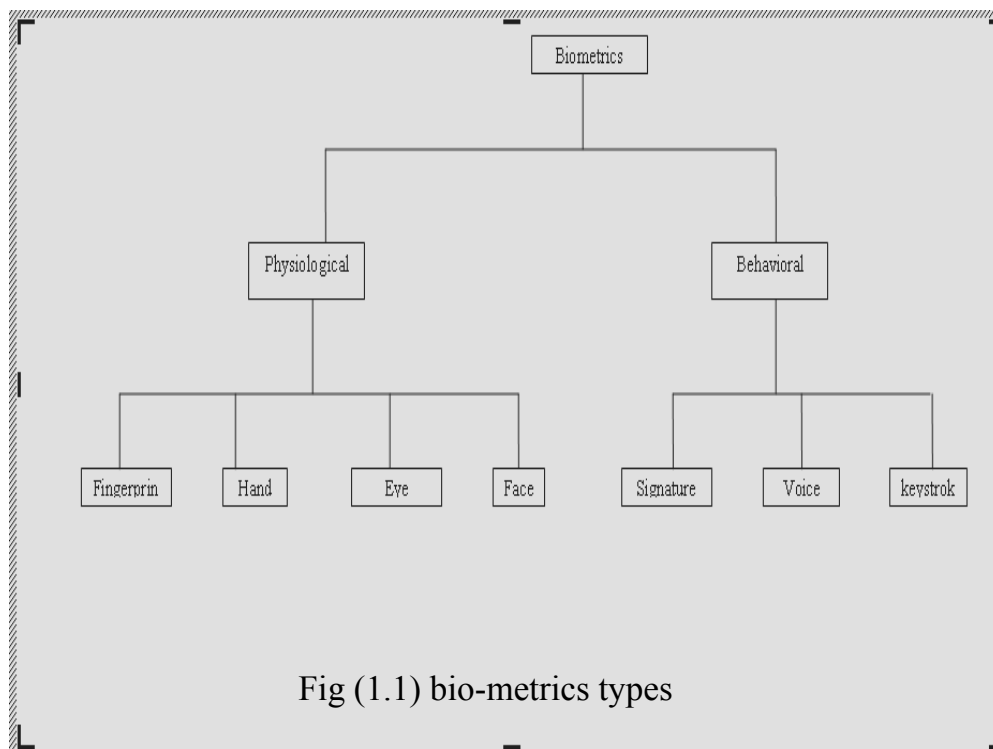 Biometrics
Physiological
Behavioral
Fingerprin
Hand
Eye
Face
Signature
Voice
keystrok
Fig (1.1) bio-metrics types